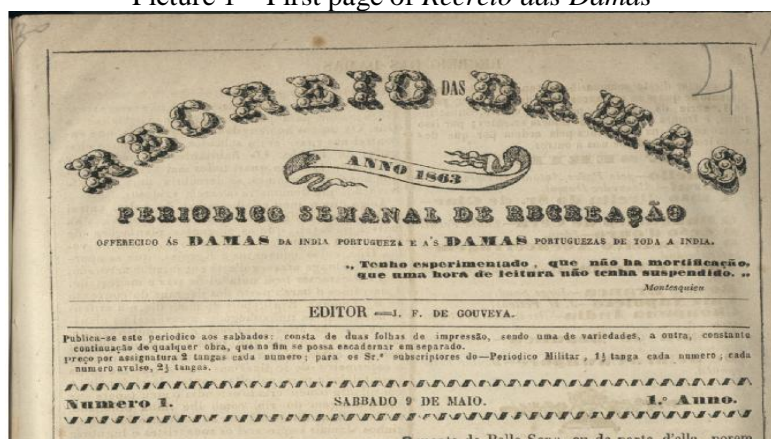 Picture 1 – First page of Recreio das Damas
RECREIO DAS DAMAS
ANNO 1863
PERIODICO SEMANAL DE RECREAÇÃO
OFFERECIDO ÁS DAMAS DA INDIA PORTUGUEZA E A'S DAMAS PORTUGUEZAS DE TODA A INDIA.
„ Tenho esperimentado, que não ha mortificação,
que uma hora de leitura não tenha suspendido. „
Montesquieu
EDITOR — J. F. DE GOUVEYA.
Publica-se este periodico aos sabbados: consta de duas folhas de impressão, sendo uma de variedades, a outra, constante
continuação de qualquer obra, que no fim se possa escadernar em separado.
preço por assignatura 2 tangas cada numero; para os Sr.s subscriptores do—Periodico Militar, 1½ tanga cada numero; cada
numero avulso, 2½ tangas.
Numero 1. SABBADO 9 DE MAIO. 1.º Anno.